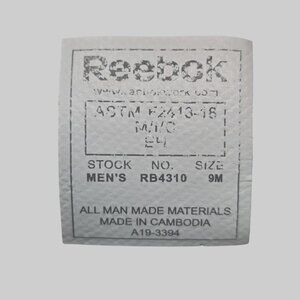 Reebok
ASTM F2413-18
M/I/C
EH
STOCK NO. SIZE
MEN'S RB4310 9M
ALL MAN MADE MATERIALS
MADE IN CAMBODIA
A19-3394